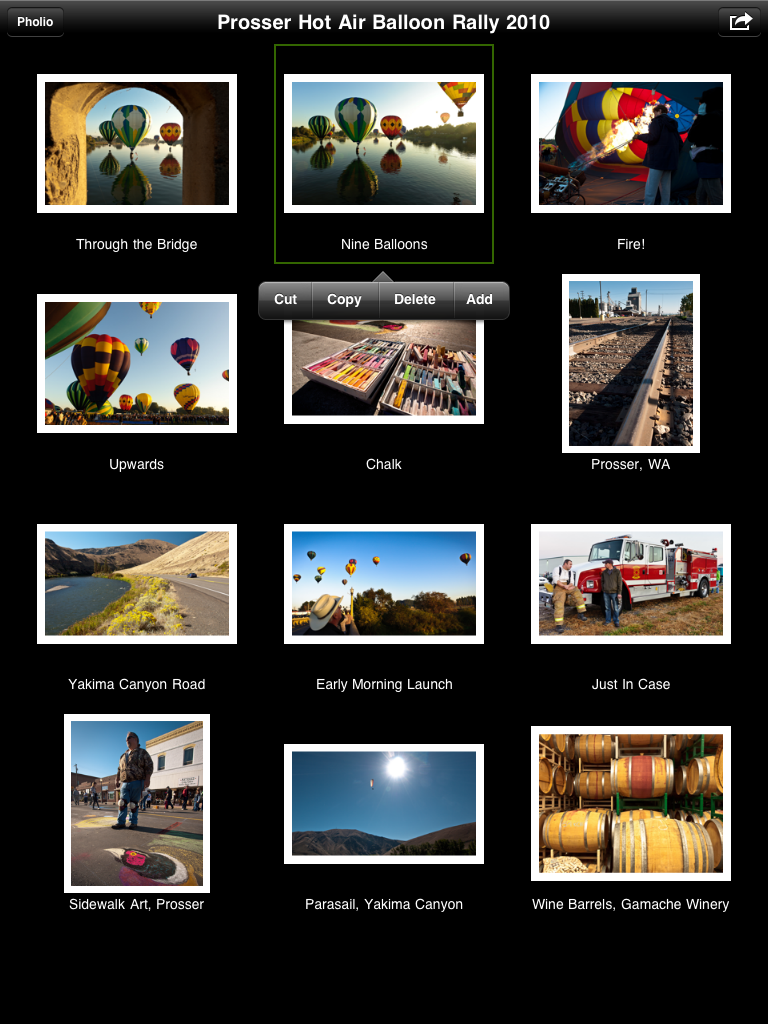 Pholio
Prosser Hot Air Balloon Rally 2010
Through the Bridge
Nine Balloons
Fire!
Cut
Copy
Delete
Add
Upwards
Chalk
Prosser, WA
Yakima Canyon Road
Early Morning Launch
Just In Case
Sidewalk Art, Prosser
Parasail, Yakima Canyon
Wine Barrels, Gamache Winery